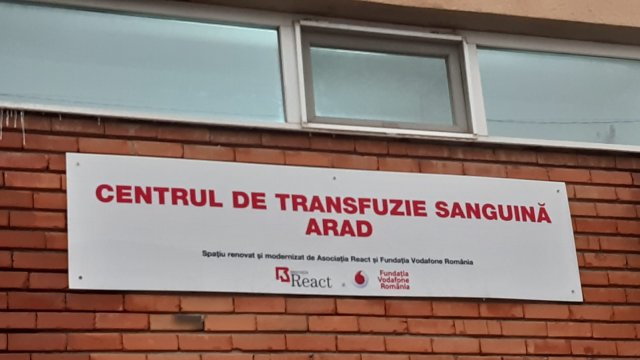 CENTRUL DE TRANSFUZIE SANGUINĂ
ARAD
Spațiu renovat și modernizat de Asociația React și Fundația Vodafone România
React
Fundația
Vodafone
România